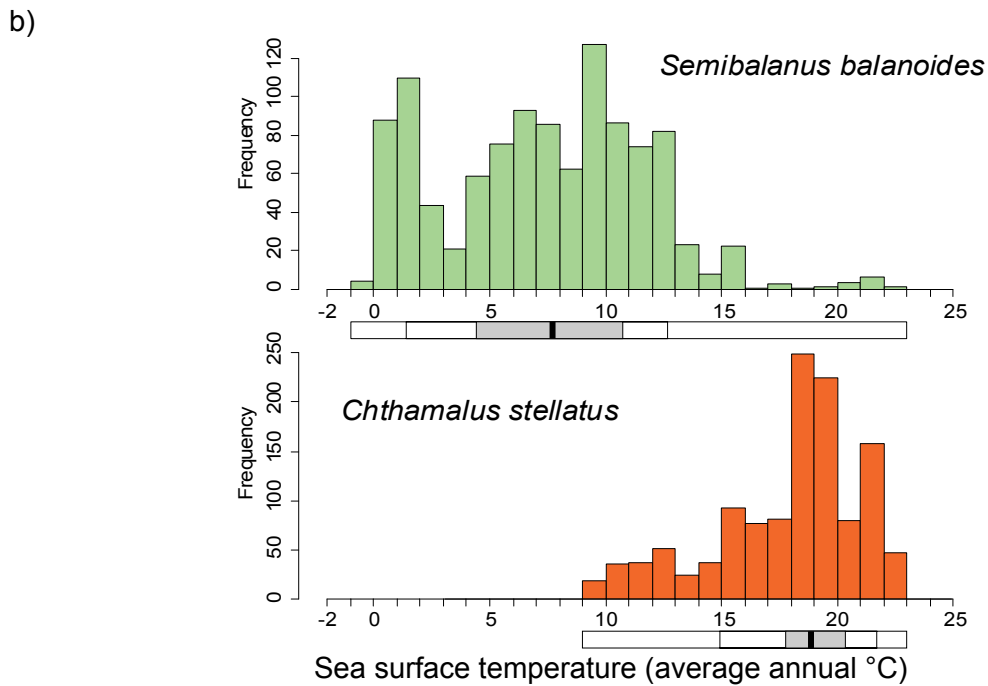 b)
Semibalanus balanoides
Frequency
0 20 40 60 80 100 120
-2 0 5 10 15 20 25
Chthamalus stellatus
Frequency
0 50 100 150 200 250
-2 0 5 10 15 20 25
Sea surface temperature (average annual °C)